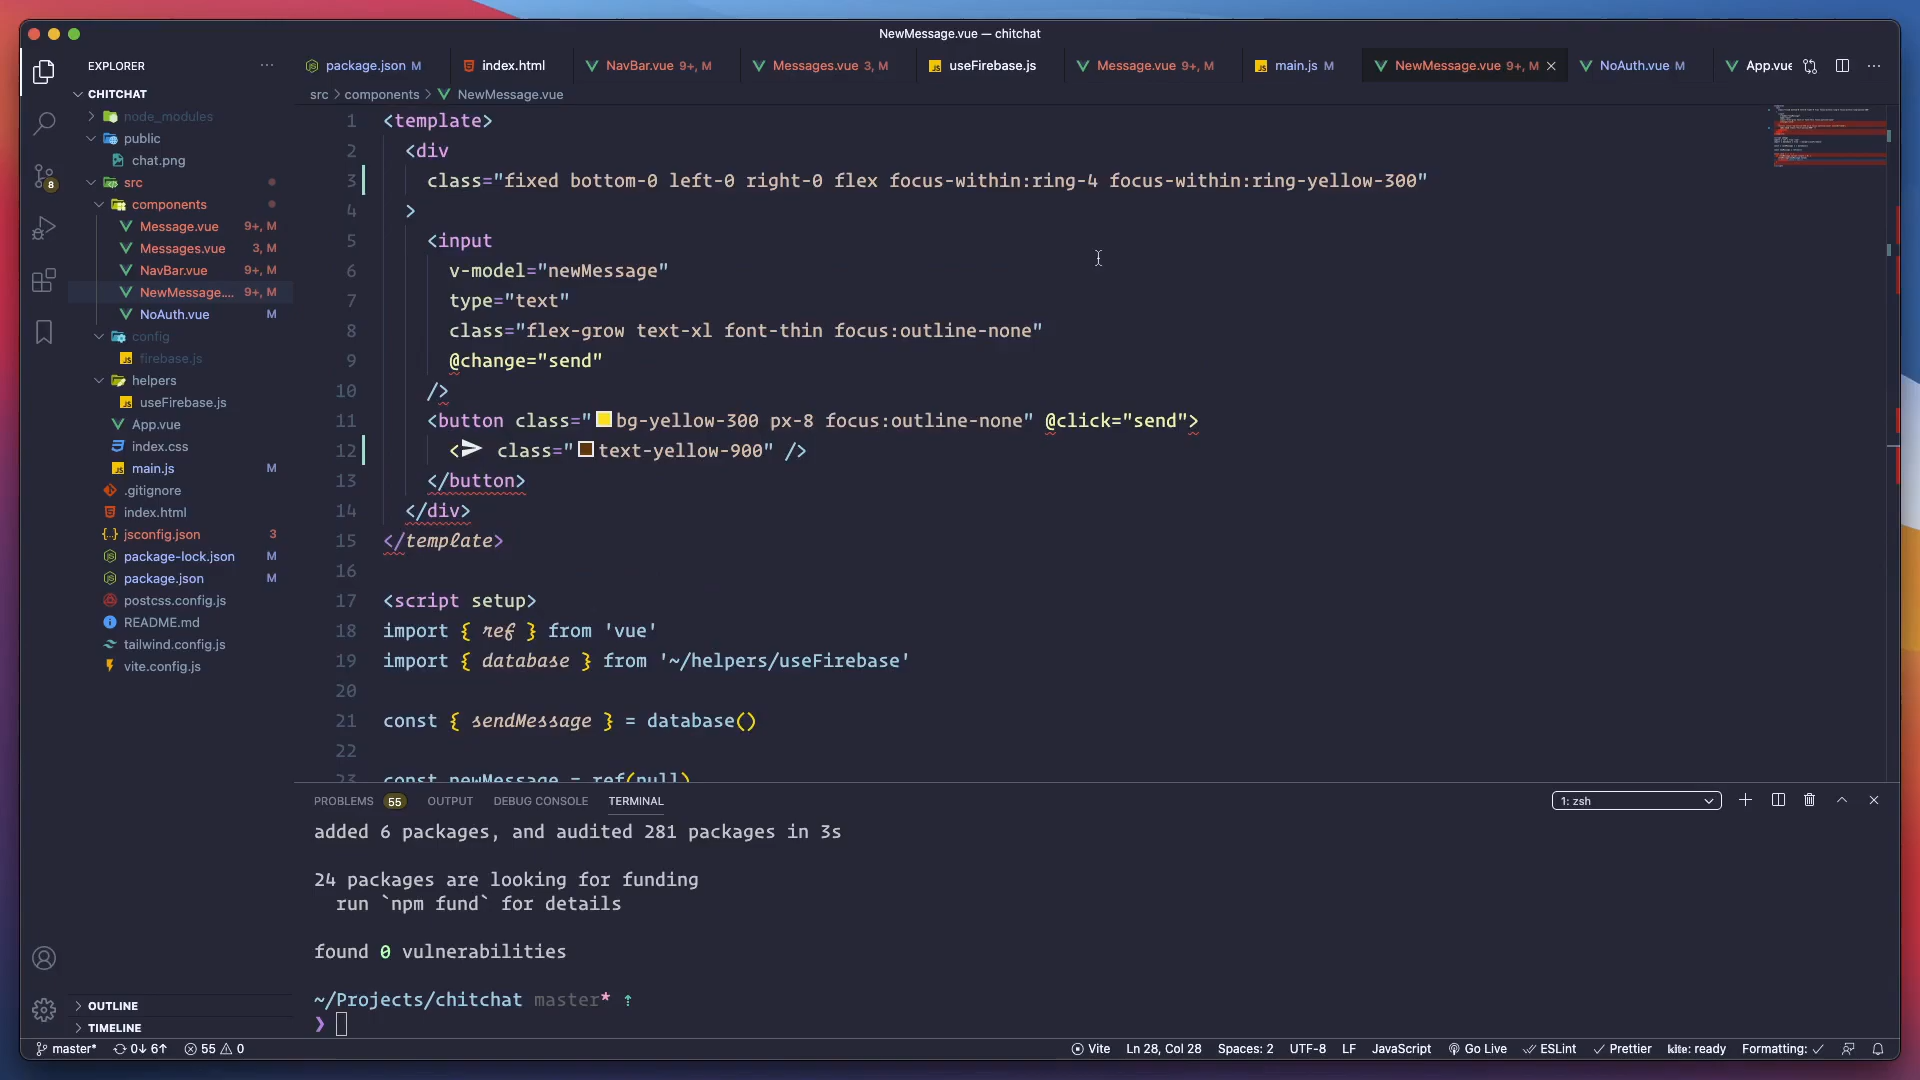 NewMessage.vue — chitchat
EXPLORER
package.json M
index.html
NavBar.vue 9+, M
Messages.vue 3, M
useFirebase.js
Message.vue 9+, M
main.js M
NewMessage.vue 9+, M
NoAuth.vue M
App.vue
src > components > NewMessage.vue
CHITCHAT
node_modules
public
chat.png
src
components
Message.vue 9+, M
Messages.vue 3, M
NavBar.vue 9+, M
NewMessage.... 9+, M
NoAuth.vue M
config
firebase.js
helpers
useFirebase.js
App.vue
index.css
main.js M
.gitignore
index.html
jsconfig.json 3
package-lock.json M
package.json M
postcss.config.js
README.md
tailwind.config.js
vite.config.js
8
OUTLINE
TIMELINE
1 <template>
2 <div
3 class="fixed bottom-0 left-0 right-0 flex focus-within:ring-4 focus-within:ring-yellow-300"
4 >
5 <input
6 v-model="newMessage"
7 type="text"
8 class="flex-grow text-xl font-thin focus:outline-none"
9 @change="send"
10 />
11 <button class="bg-yellow-300 px-8 focus:outline-none" @click="send">
12 < class="text-yellow-900" />
13 </button>
14 </div>
15 </template>
16
17 <script setup>
18 import { ref } from 'vue'
19 import { database } from '~/helpers/useFirebase'
20
21 const { sendMessage } = database()
22
23 const newMessage = ref(null)
PROBLEMS 55 OUTPUT DEBUG CONSOLE TERMINAL
1: zsh
added 6 packages, and audited 281 packages in 3s
24 packages are looking for funding
run `npm fund` for details
found 0 vulnerabilities
~/Projects/chitchat master* ⇡
❯
master* 0↓ 6↑ 55 0
Vite Ln 28, Col 28 Spaces: 2 UTF-8 LF JavaScript Go Live ESLint Prettier kite: ready Formatting: ✓